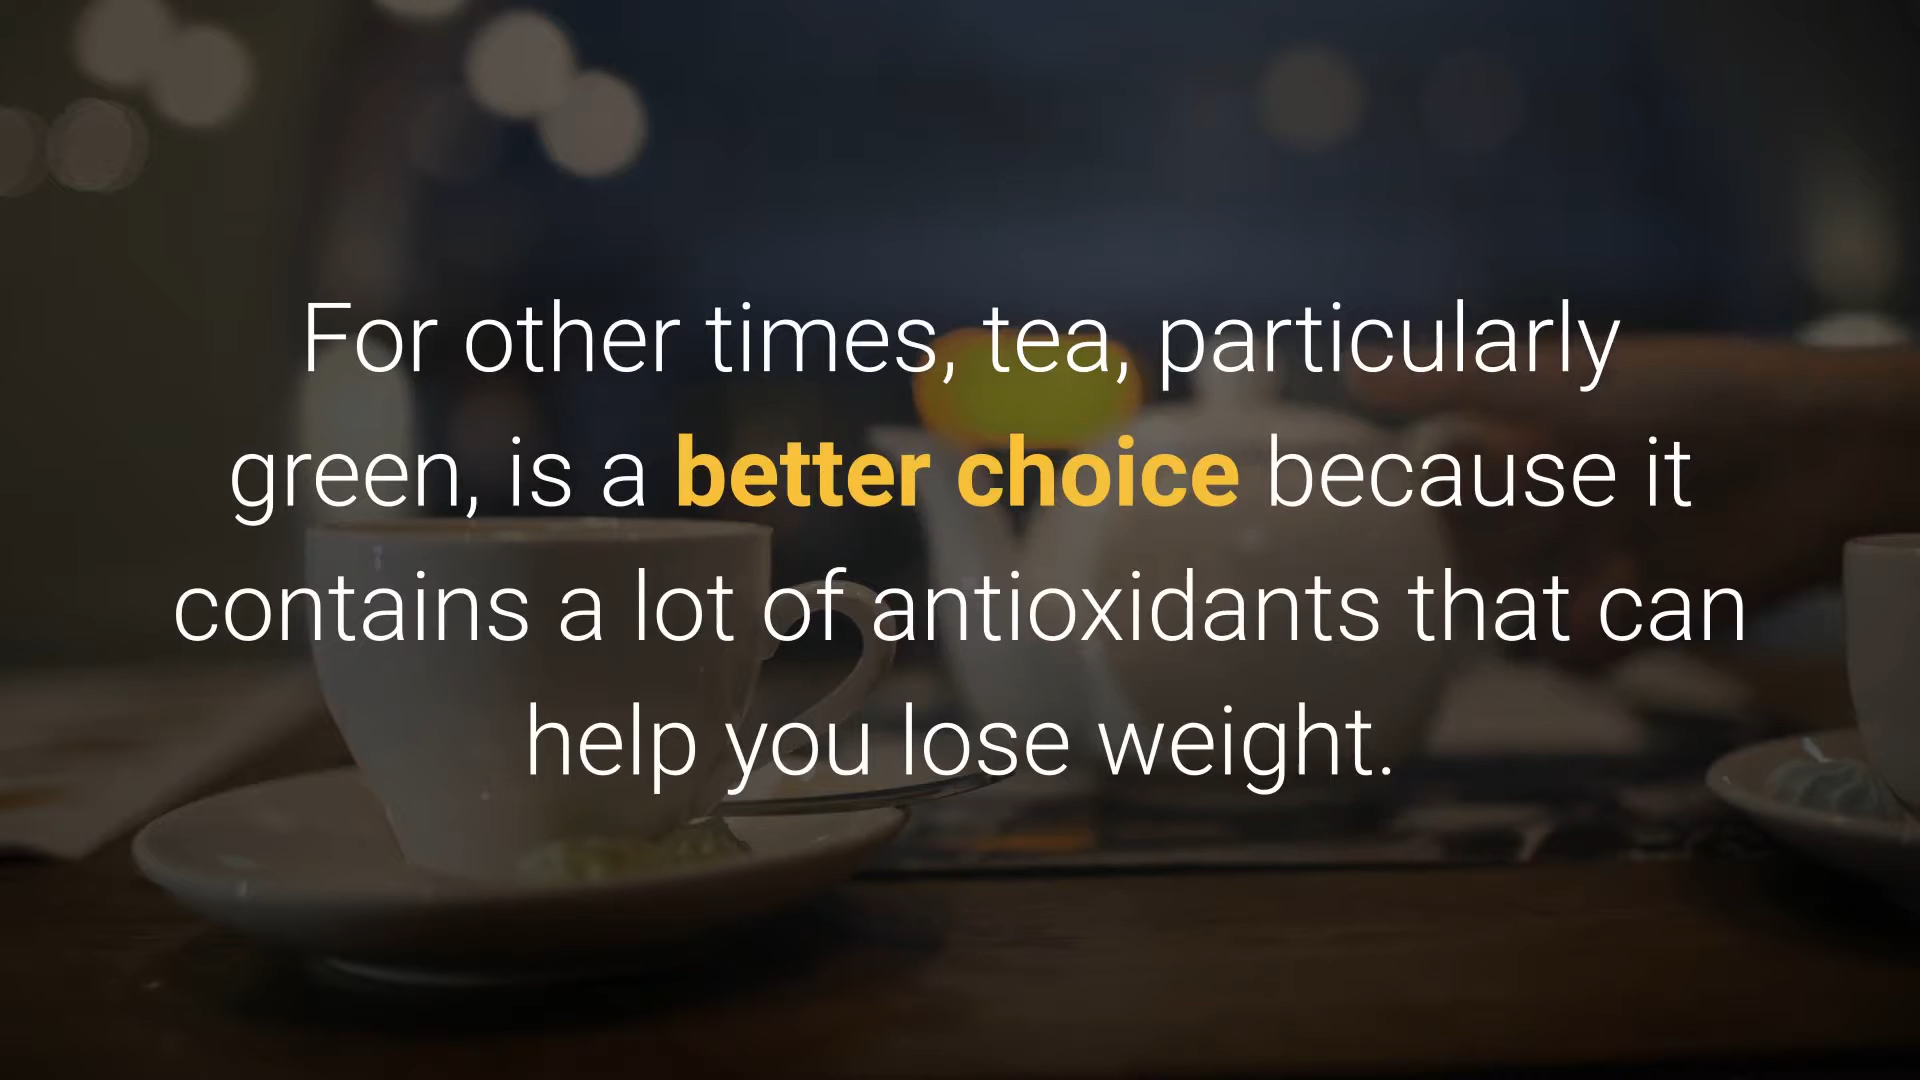 For other times, tea, particularly
green, is a better choice because it
contains a lot of antioxidants that can
help you lose weight.